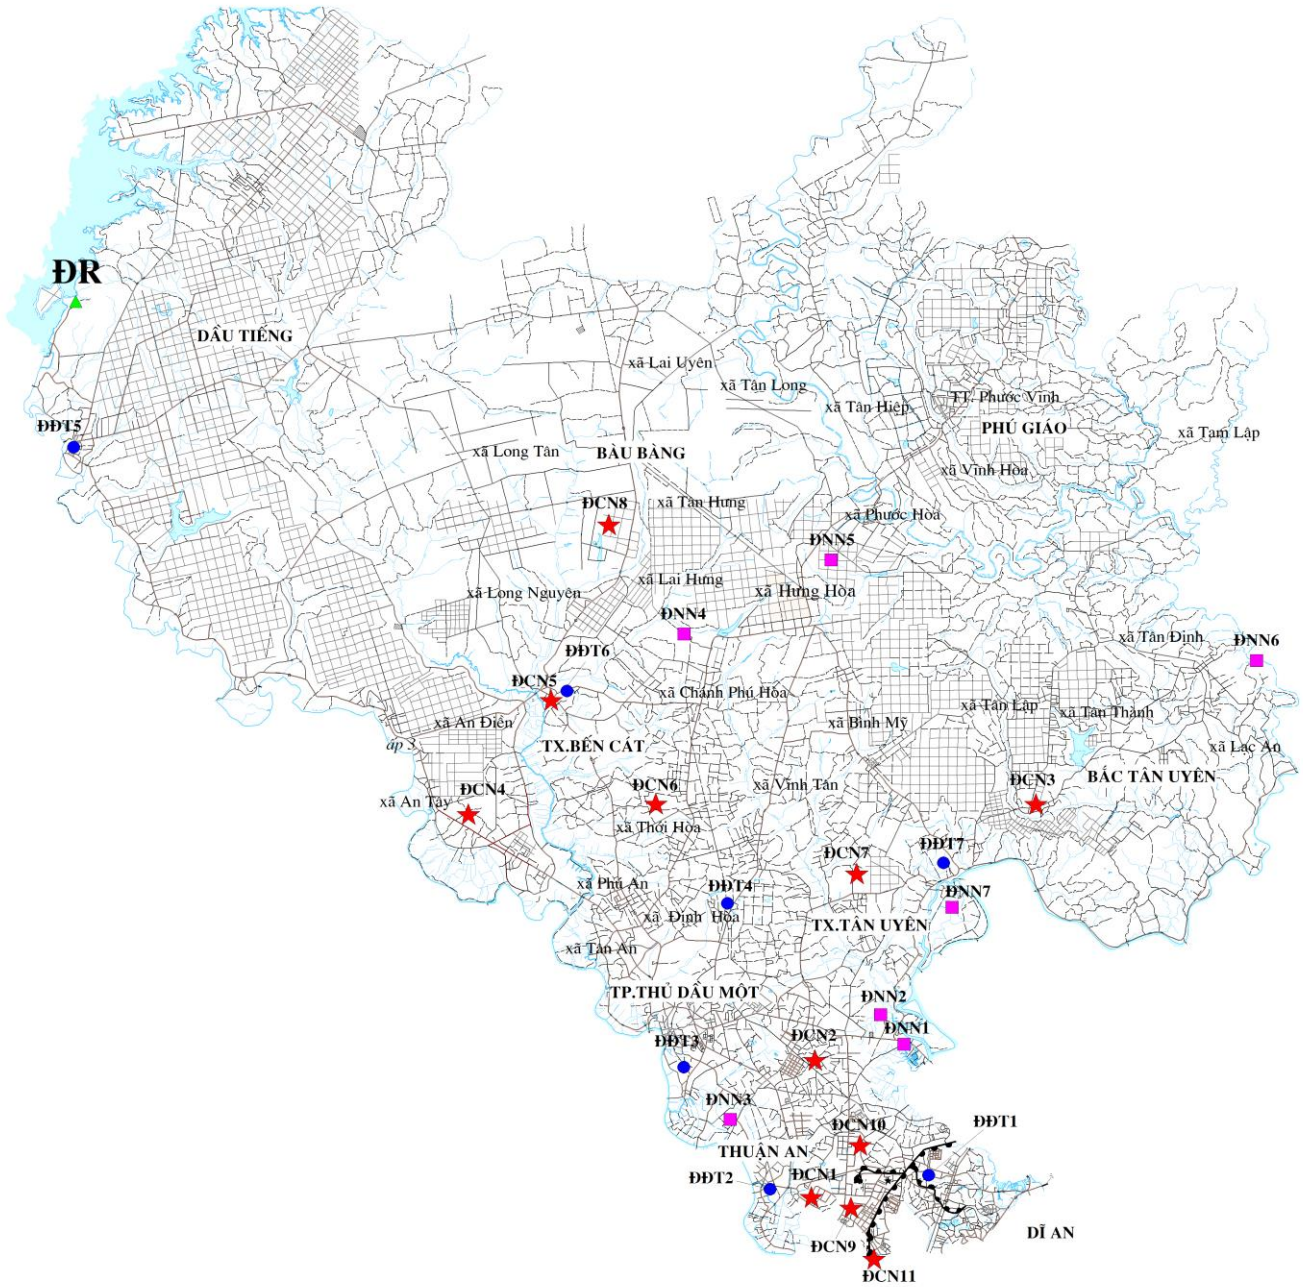 ĐR
DẦU TIẾNG
xã Lai Uyên
xã Tân Long
xã Tân Hiệp
TT. Phước Vĩnh
PHÚ GIÁO
xã Tam Lập
ĐĐT5
xã Long Tân
BÀU BÀNG
xã Vĩnh Hòa
ĐCN8
xã Tân Hưng
xã Phước Hòa
ĐNN5
xã Lai Hưng
xã Long Nguyên
xã Hưng Hòa
ĐNN4
xã Tân Định
ĐNN6
ĐĐT6
ĐCN5
xã Chánh Phú Hòa
xã An Điền
xã Bình Mỹ
xã Tân Lập
xã Tân Thành
ấp 3
TX.BẾN CÁT
xã Lạc An
BẮC TÂN UYÊN
ĐCN3
ĐCN6
xã Vĩnh Tân
ĐCN4
xã An Tây
xã Thới Hòa
ĐCN7
ĐĐT7
xã Phú An
ĐĐT4
ĐNN7
xã Định Hòa
TX.TÂN UYÊN
xã Tân An
TP.THỦ DẦU MỘT
ĐNN2
ĐNN1
ĐĐT3
ĐCN2
ĐNN3
ĐCN10
ĐĐT1
THUẬN AN
ĐĐT2
ĐCN1
DĨ AN
ĐCN9
ĐCN11